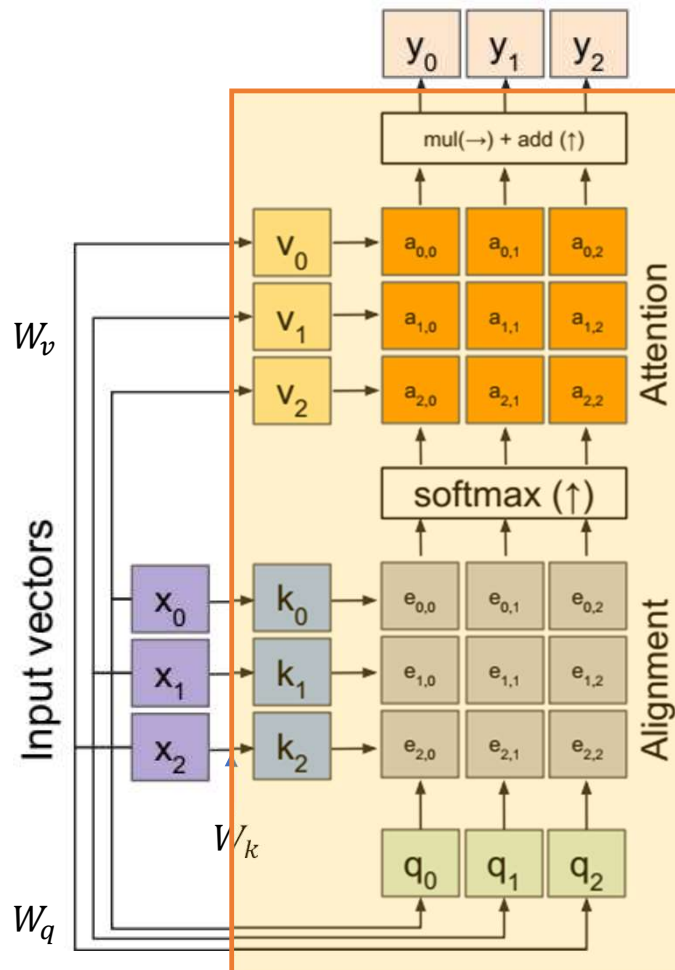 y0 y1 y2
mul(→) + add (↑)
v0 a0,0 a0,1 a0,2
Wv v1 a1,0 a1,1 a1,2
v2 a2,0 a2,1 a2,2
Attention
softmax (↑)
Input vectors
x0 k0 e0,0 e0,1 e0,2
x1 k1 e1,0 e1,1 e1,2
x2 k2 e2,0 e2,1 e2,2
Alignment
Wk
q0 q1 q2
Wq